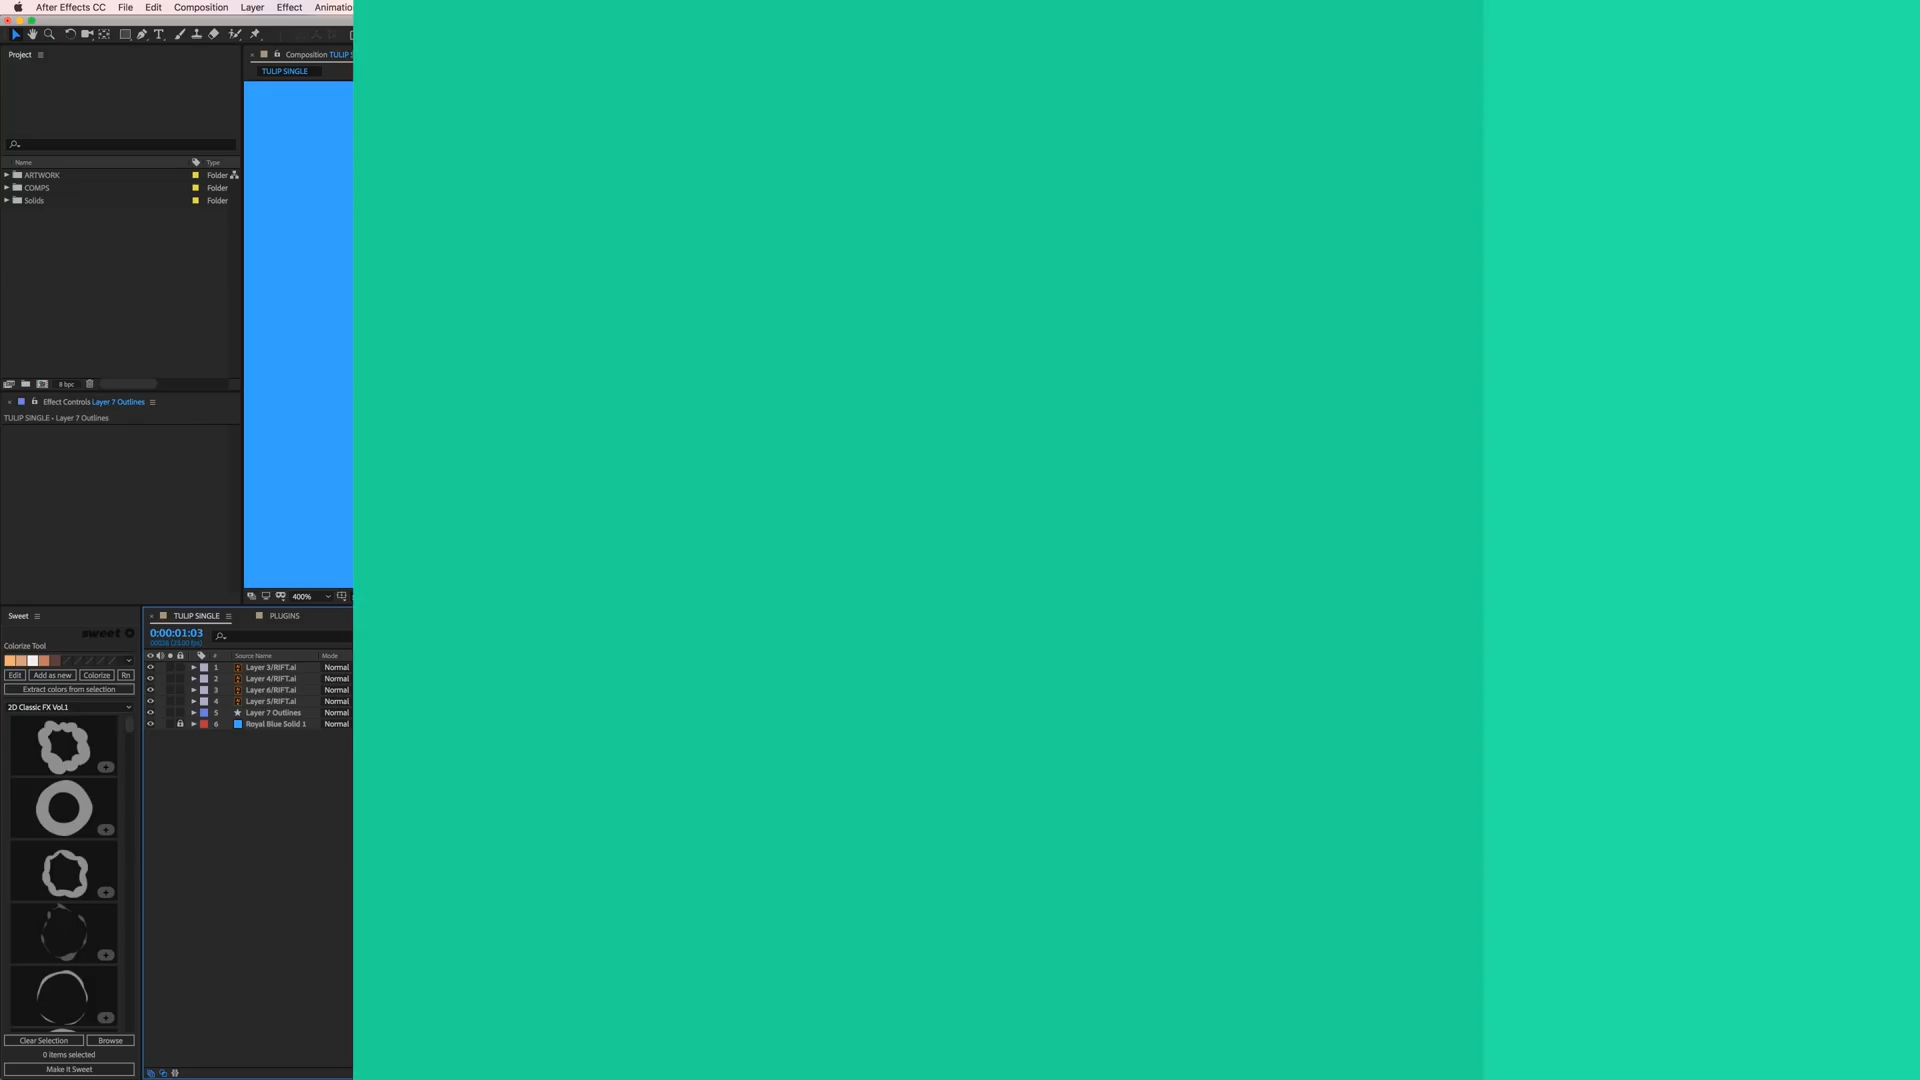 After Effects CC File Edit Composition Layer Effect Animatio
Project
Composition TULIP S
TULIP SINGLE
Name Type
ARTWORK Folder
COMPS Folder
Solids Folder
8 bpc
Effect Controls Layer 7 Outlines
TULIP SINGLE • Layer 7 Outlines
400%
Sweet
TULIP SINGLE PLUGINS
sweet
0:00:01:03
Colorize Tool
# Source Name Mode
Edit Add as new Colorize Rn
Extract colors from selection
1 Layer 3/RIFT.ai Normal
2 Layer 4/RIFT.ai Normal
3 Layer 6/RIFT.ai Normal
4 Layer 5/RIFT.ai Normal
5 Layer 7 Outlines Normal
6 Royal Blue Solid 1 Normal
2D Classic FX Vol.1
Clear Selection Browse
0 items selected
Make It Sweet